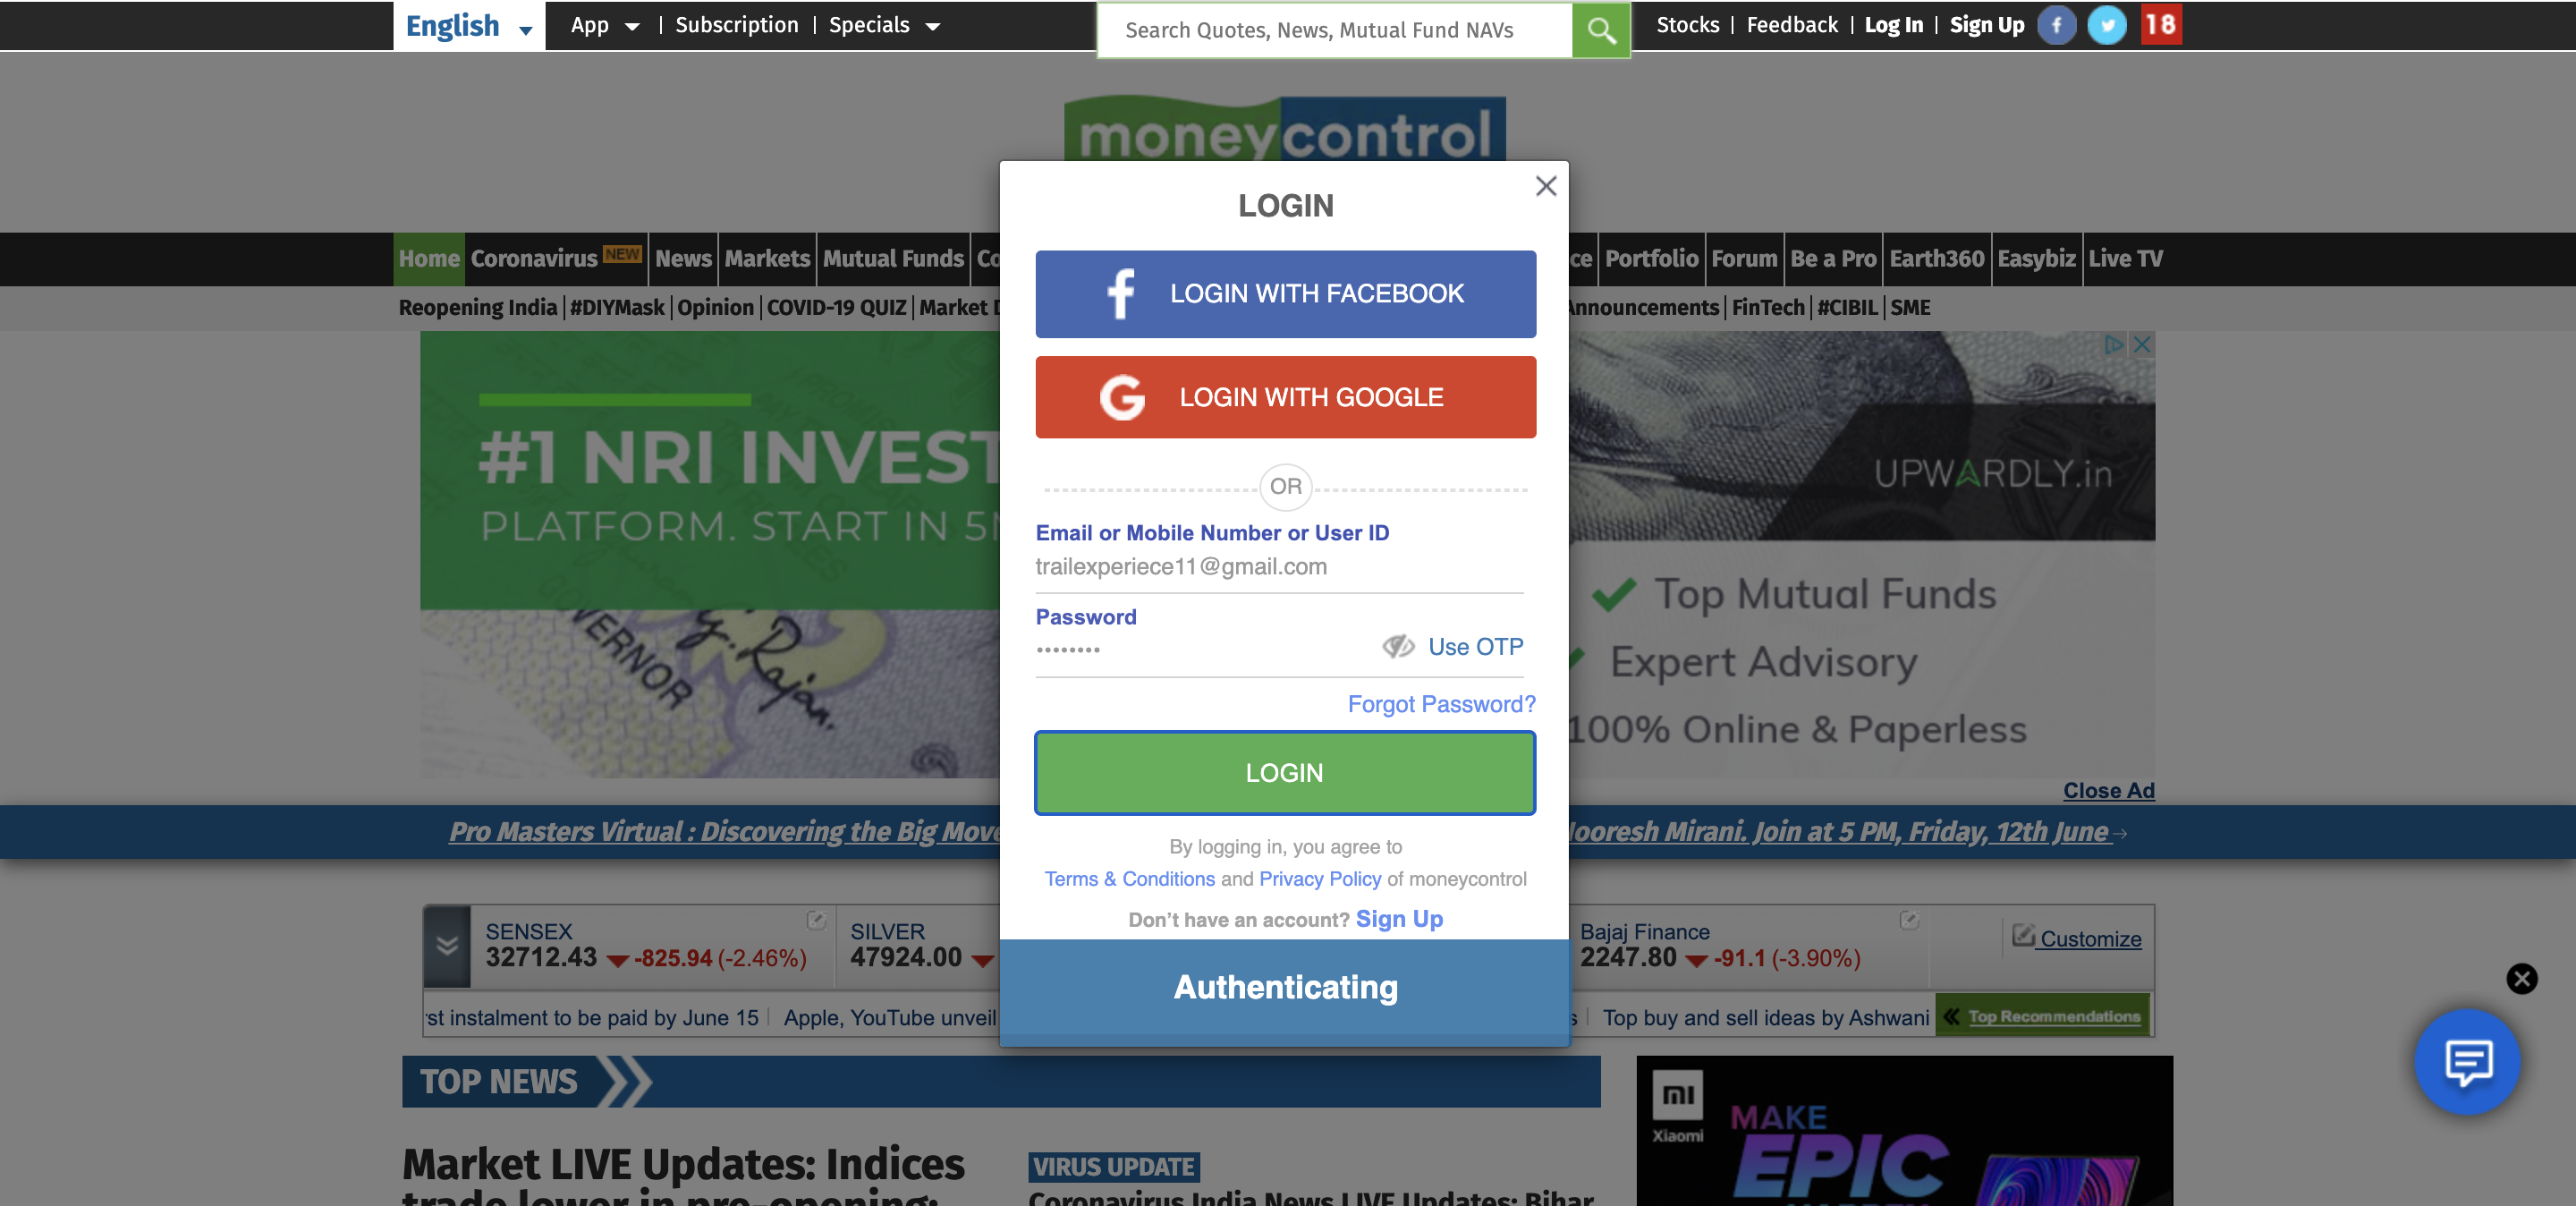 English App | Subscription | Specials Search Quotes, News, Mutual Fund NAVs Stocks | Feedback | Log In | Sign Up f 18
moneycontrol
LOGIN
Home Coronavirus NEW News Markets Mutual Funds Co ce Portfolio Forum Be a Pro Earth360 Easybiz Live TV
LOGIN WITH FACEBOOK
Reopening India | #DIYMask | Opinion | COVID-19 QUIZ | Market D Announcements | FinTech | #CIBIL | SME
LOGIN WITH GOOGLE
#1 NRI INVEST
PLATFORM. START IN 5M
UPWARDLY.in
OR
Email or Mobile Number or User ID
trailexperiece11@gmail.com
Password
•••••••• Use OTP
Forgot Password?
LOGIN
GOVERNOR
Top Mutual Funds
Expert Advisory
100% Online & Paperless
Close Ad
Pro Masters Virtual : Discovering the Big Move Jooresh Mirani. Join at 5 PM, Friday, 12th June →
By logging in, you agree to
Terms & Conditions and Privacy Policy of moneycontrol
Don't have an account? Sign Up
Authenticating
SENSEX
32712.43 -825.94 (-2.46%)
SILVER
47924.00
Bajaj Finance
2247.80 -91.1 (-3.90%)
Customize
st instalment to be paid by June 15 | Apple, YouTube unveil s | Top buy and sell ideas by Ashwani Top Recommendations
TOP NEWS
Market LIVE Updates: Indices
trade lower in pre-opening;
VIRUS UPDATE
Coronavirus India News LIVE Updates: Bihar
mi
Xiaomi
MAKE
EPIC